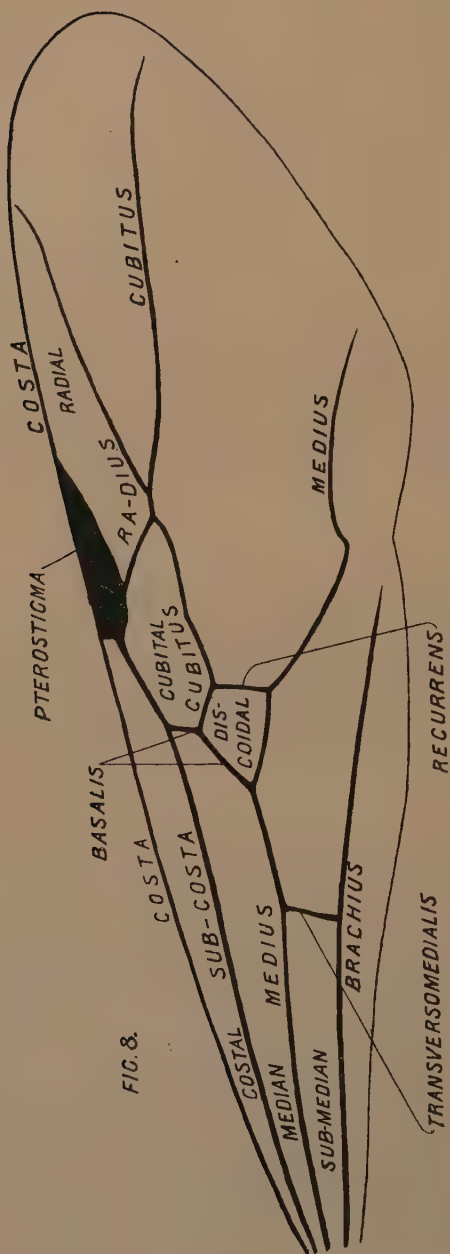 FIG. 8.
PTEROSTIGMA
BASALIS
COSTA
COSTA
RADIAL
RA-DIUS
CUBITUS
CUBITAL
CUBITUS
DIS-
COIDAL
SUB-COSTA
COSTAL
MEDIUS
MEDIAN
MEDIUS
SUB-MEDIAN
BRACHIUS
TRANSVERSOMEDIALIS
RECURRENS